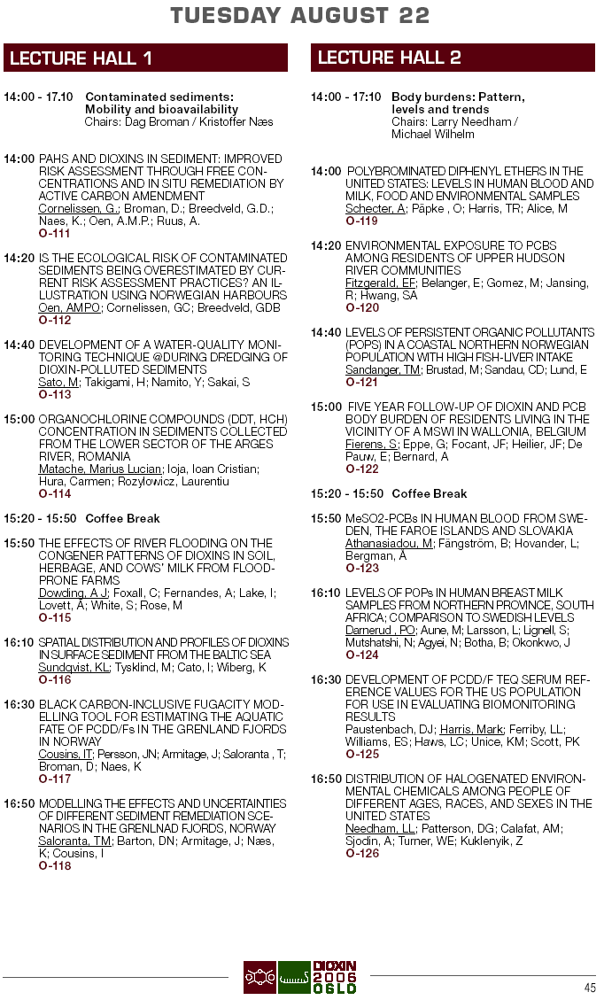 TUESDAY AUGUST 22
LECTURE HALL 1
14:00 - 17.10 Contaminated sediments:
Mobility and bioavailability
Chairs: Dag Broman / Kristoffer Næs
14:00 PAHS AND DIOXINS IN SEDIMENT: IMPROVED
RISK ASSESSMENT THROUGH FREE CON-
CENTRATIONS AND IN SITU REMEDIATION BY
ACTIVE CARBON AMENDMENT
Cornelissen, G.; Broman, D.; Breedveld, G.D.;
Naes, K.; Oen, A.M.P.; Ruus, A.
O-111
14:20 IS THE ECOLOGICAL RISK OF CONTAMINATED
SEDIMENTS BEING OVERESTIMATED BY CUR-
RENT RISK ASSESSMENT PRACTICES? AN IL-
LUSTRATION USING NORWEGIAN HARBOURS
Oen, AMPO; Cornelissen, GC; Breedveld, GDB
O-112
14:40 DEVELOPMENT OF A WATER-QUALITY MONI-
TORING TECHNIQUE @DURING DREDGING OF
DIOXIN-POLLUTED SEDIMENTS
Sato, M; Takigami, H; Namito, Y; Sakai, S
O-113
15:00 ORGANOCHLORINE COMPOUNDS (DDT, HCH)
CONCENTRATION IN SEDIMENTS COLLECTED
FROM THE LOWER SECTOR OF THE ARGES
RIVER, ROMANIA
Matache, Marius Lucian; Ioja, Ioan Cristian;
Hura, Carmen; Rozylowicz, Laurentiu
O-114
15:20 - 15:50 Coffee Break
15:50 THE EFFECTS OF RIVER FLOODING ON THE
CONGENER PATTERNS OF DIOXINS IN SOIL,
HERBAGE, AND COWS' MILK FROM FLOOD-
PRONE FARMS
Dowding, A J; Foxall, C; Fernandes, A; Lake, I;
Lovett, A; White, S; Rose, M
O-115
16:10 SPATIAL DISTRIBUTION AND PROFILES OF DIOXINS
IN SURFACE SEDIMENT FROM THE BALTIC SEA
Sundqvist, KL; Tysklind, M; Cato, I; Wiberg, K
O-116
16:30 BLACK CARBON-INCLUSIVE FUGACITY MOD-
ELLING TOOL FOR ESTIMATING THE AQUATIC
FATE OF PCDD/Fs IN THE GRENLAND FJORDS
IN NORWAY
Cousins, IT; Persson, JN; Armitage, J; Saloranta , T;
Broman, D; Naes, K
O-117
16:50 MODELLING THE EFFECTS AND UNCERTAINTIES
OF DIFFERENT SEDIMENT REMEDIATION SCE-
NARIOS IN THE GRENLNAD FJORDS, NORWAY
Saloranta, TM; Barton, DN; Armitage, J; Næs,
K; Cousins, I
O-118
LECTURE HALL 2
14:00 - 17:10 Body burdens: Pattern,
levels and trends
Chairs: Larry Needham /
Michael Wilhelm
14:00 POLYBROMINATED DIPHENYL ETHERS IN THE
UNITED STATES: LEVELS IN HUMAN BLOOD AND
MILK, FOOD AND ENVIRONMENTAL SAMPLES
Schecter, A; Päpke , O; Harris, TR; Alice, M
O-119
14:20 ENVIRONMENTAL EXPOSURE TO PCBS
AMONG RESIDENTS OF UPPER HUDSON
RIVER COMMUNITIES
Fitzgerald, EF; Belanger, E; Gomez, M; Jansing,
R; Hwang, SA
O-120
14:40 LEVELS OF PERSISTENT ORGANIC POLLUTANTS
(POPS) IN A COASTAL NORTHERN NORWEGIAN
POPULATION WITH HIGH FISH-LIVER INTAKE
Sandanger, TM; Brustad, M; Sandau, CD; Lund, E
O-121
15:00 FIVE YEAR FOLLOW-UP OF DIOXIN AND PCB
BODY BURDEN OF RESIDENTS LIVING IN THE
VICINITY OF A MSWI IN WALLONIA, BELGIUM
Fierens, S; Eppe, G; Focant, JF; Heilier, JF; De
Pauw, E; Bernard, A
O-122
15:20 - 15:50 Coffee Break
15:50 MeSO2-PCBs IN HUMAN BLOOD FROM SWE-
DEN, THE FAROE ISLANDS AND SLOVAKIA
Athanasiadou, M; Fängström, B; Hovander, L;
Bergman, Å
O-123
16:10 LEVELS OF POPs IN HUMAN BREAST MILK
SAMPLES FROM NORTHERN PROVINCE, SOUTH
AFRICA; COMPARISON TO SWEDISH LEVELS
Darnerud , PO; Aune, M; Larsson, L; Lignell, S;
Mutshatshi, N; Agyei, N; Botha, B; Okonkwo, J
O-124
16:30 DEVELOPMENT OF PCDD/F TEQ SERUM REF-
ERENCE VALUES FOR THE US POPULATION
FOR USE IN EVALUATING BIOMONITORING
RESULTS
Paustenbach, DJ; Harris, Mark; Ferriby, LL;
Williams, ES; Haws, LC; Unice, KM; Scott, PK
O-125
16:50 DISTRIBUTION OF HALOGENATED ENVIRON-
MENTAL CHEMICALS AMONG PEOPLE OF
DIFFERENT AGES, RACES, AND SEXES IN THE
UNITED STATES
Needham, LL; Patterson, DG; Calafat, AM;
Sjodin, A; Turner, WE; Kuklenyik, Z
O-126
DIOXIN
2006
OSLO
45